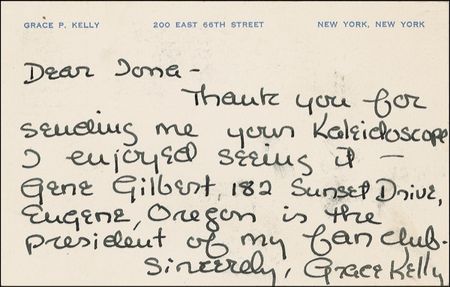 GRACE P. KELLY 200 EAST 66TH STREET NEW YORK, NEW YORK
Dear Iona -
Thank you for
sending me your Kaleidoscope
I enjoyed seeing it —
Gene Gilbert, 182 Sunset Drive,
Eugene, Oregon is the
president of my fan club.
Sincerely, Grace Kelly